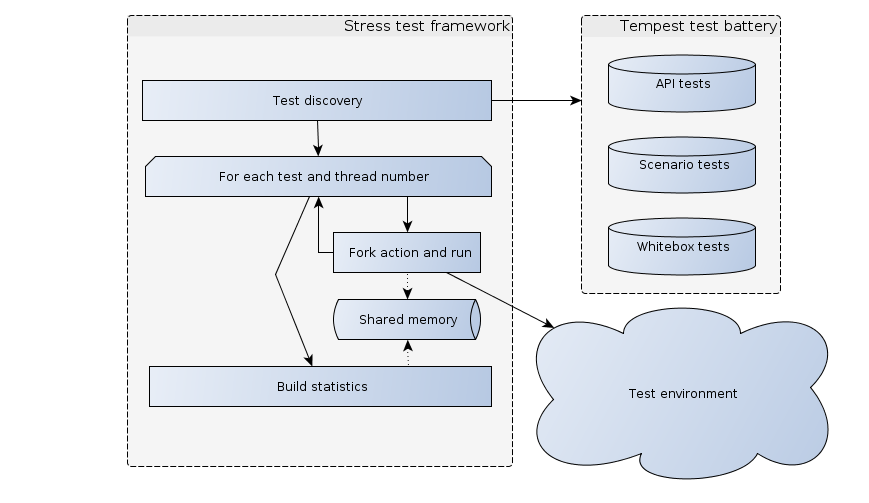 Stress test framework
Test discovery
For each test and thread number
Fork action and run
Shared memory
Build statistics
Tempest test battery
API tests
Scenario tests
Whitebox tests
Test environment